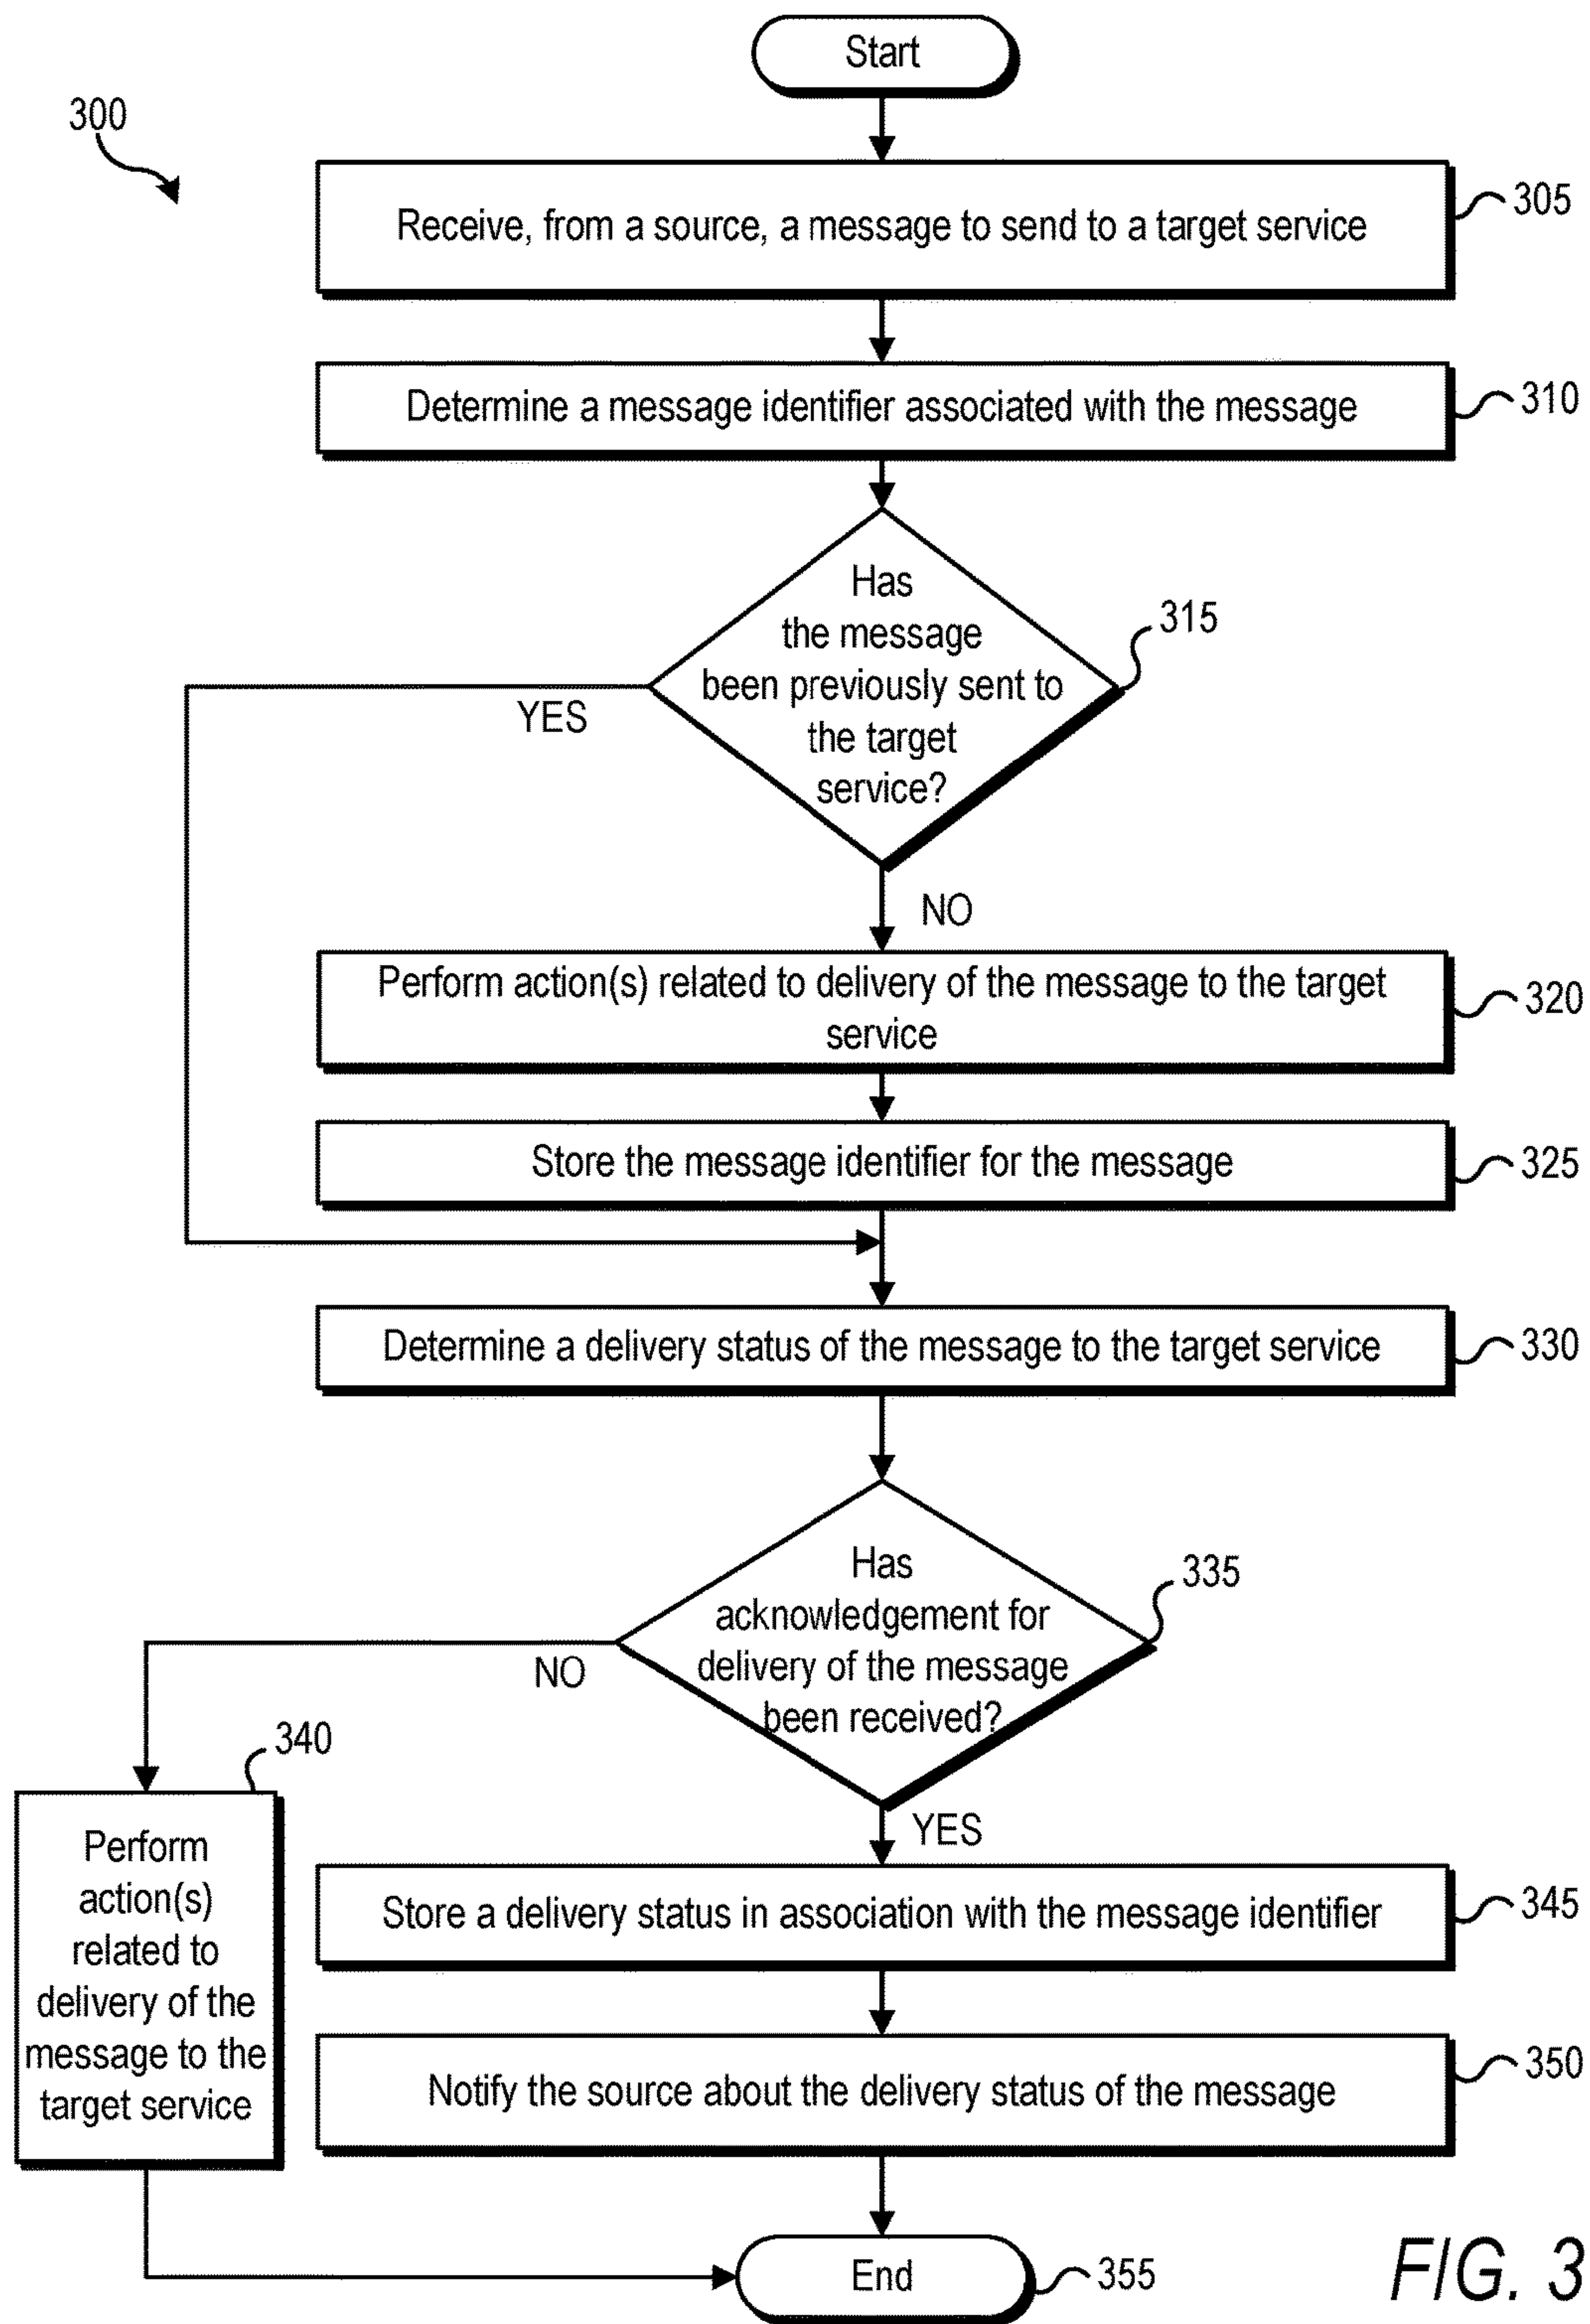 Start
300
Receive, from a source, a message to send to a target service
305
Determine a message identifier associated with the message
310
Has
the message
been previously sent to
the target
service?
315
YES
NO
Perform action(s) related to delivery of the message to the target
service
320
Store the message identifier for the message
325
Determine a delivery status of the message to the target service
330
Has
acknowledgement for
delivery of the message
been received?
335
NO
YES
340
Perform
action(s)
related to
delivery of the
message to the
target service
Store a delivery status in association with the message identifier
345
Notify the source about the delivery status of the message
350
End
355
FIG. 3